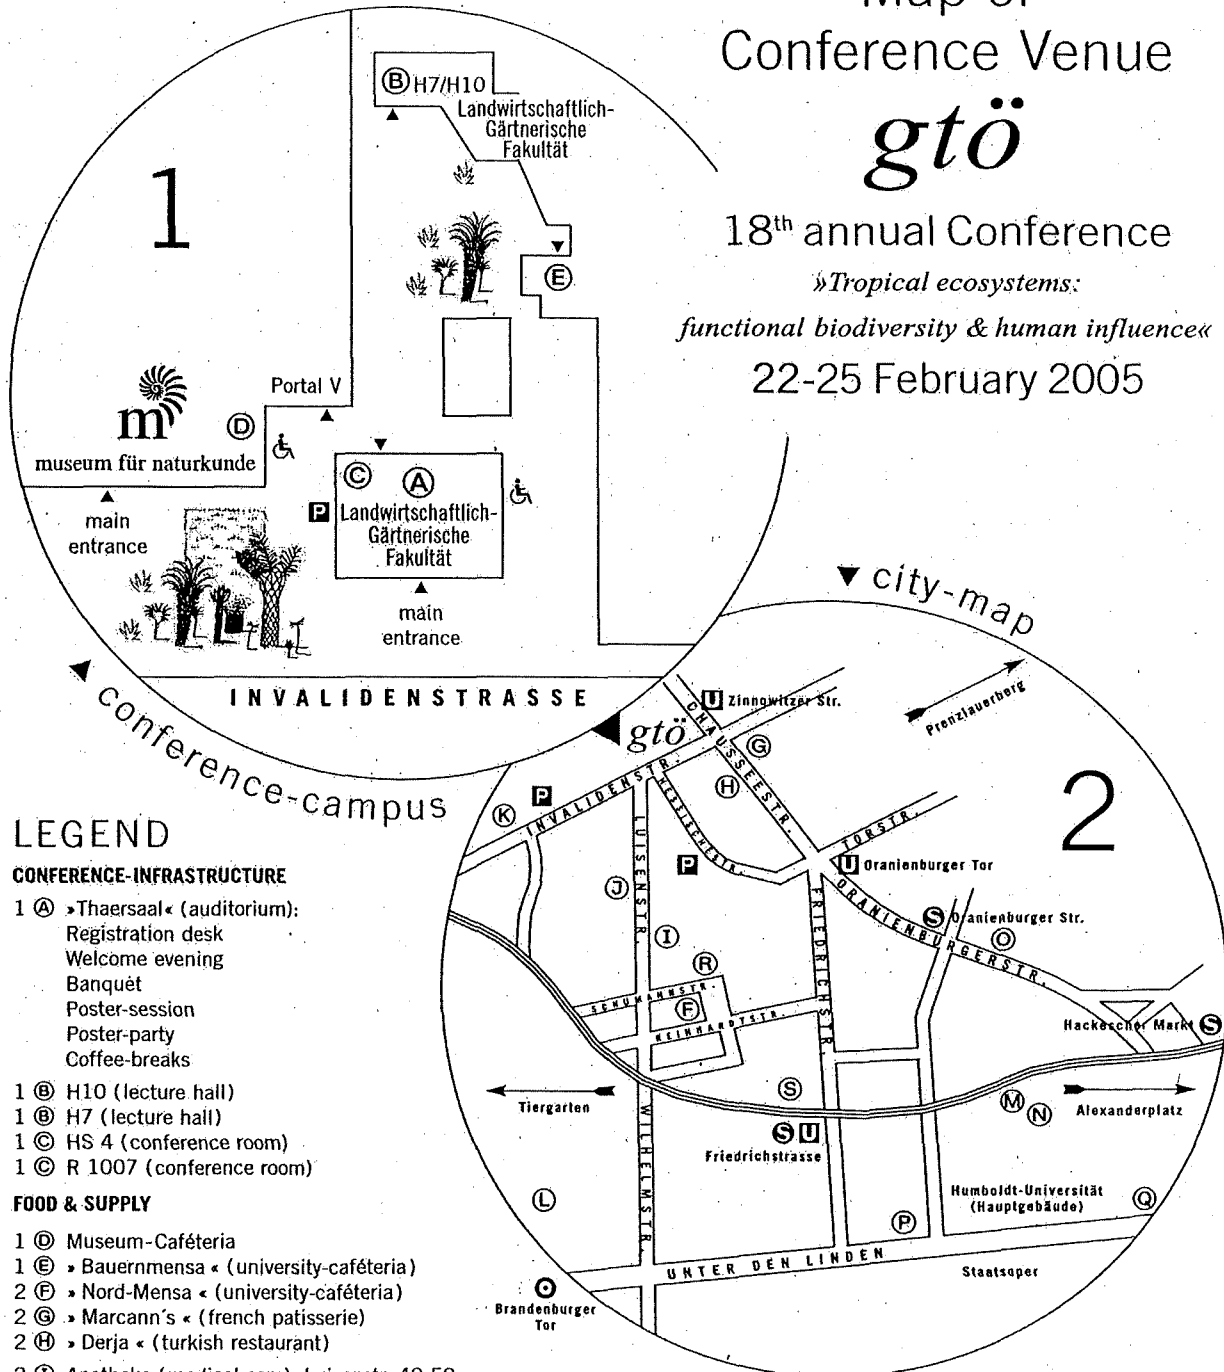 Map of
Conference Venue
gtö
18th annual Conference
»Tropical ecosystems:
functional biodiversity & human influence«
22-25 February 2005
1
Ⓑ H7/H10
Landwirtschaftlich-
Gärtnerische
Fakultät
Ⓔ
Portal V
m
Ⓓ
museum für naturkunde
main
entrance
Ⓒ Ⓐ
P Landwirtschaftlich-
Gärtnerische
Fakultät
main
entrance
INVALIDENSTRASSE
conference-campus
city-map
2
Prenzlauerberg
U Zinnowitzer Str.
gtö
CHAUSSEESTR.
Ⓖ
Ⓗ
Ⓚ
P
INVALIDENSTR.
HESSISCHESTR.
P
TORSTR.
U Oranienburger Tor
LUISENSTR.
Ⓙ
Ⓘ
FRIEDRICHSTR.
ORANIENBURGERSTR.
S Oranienburger Str.
Ⓞ
Ⓡ
SCHUMANNSTR.
Ⓕ
REINHARDTSTR.
Hackescher Markt S
Tiergarten
Ⓢ
Ⓜ Ⓝ
Alexanderplatz
S U
Friedrichstrasse
WILHELMSTR.
Ⓛ
Humboldt-Universität
(Hauptgebäude)
Ⓠ
Ⓟ
UNTER DEN LINDEN
Staatsoper
Brandenburger
Tor
LEGEND
CONFERENCE-INFRASTRUCTURE
1 Ⓐ »Thaersaal« (auditorium):
Registration desk
Welcome evening
Banquet
Poster-session
Poster-party
Coffee-breaks
1 Ⓑ H10 (lecture hall)
1 Ⓑ H7 (lecture hall)
1 Ⓒ HS 4 (conference room)
1 Ⓒ R 1007 (conference room)
FOOD & SUPPLY
1 Ⓓ Museum-Caféteria
1 Ⓔ »Bauernmensa« (university-caféteria)
2 Ⓕ »Nord-Mensa« (university-caféteria)
2 Ⓖ »Marcann's« (french patisserie)
2 Ⓗ »Derja« (turkish restaurant)